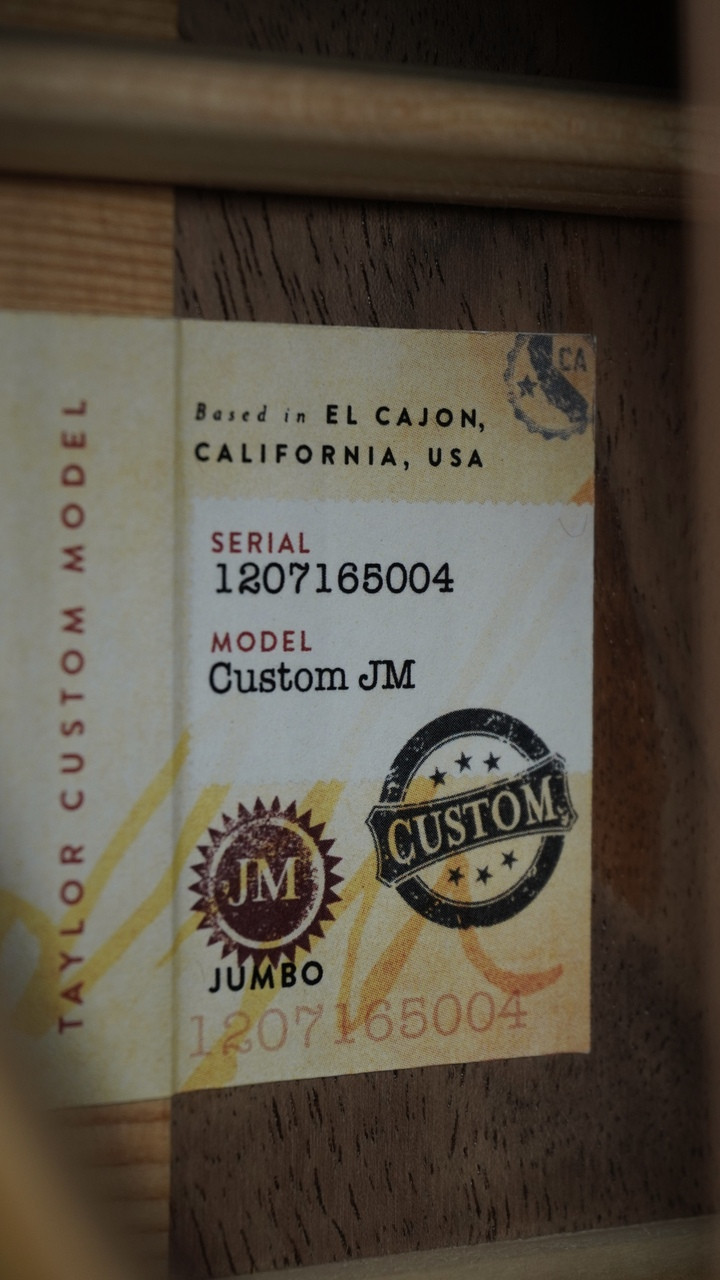 TAYLOR CUSTOM MODEL
CA
Based in EL CAJON,
CALIFORNIA, USA
SERIAL
1207165004
MODEL
Custom JM
CUSTOM
JM
JUMBO
1207165004